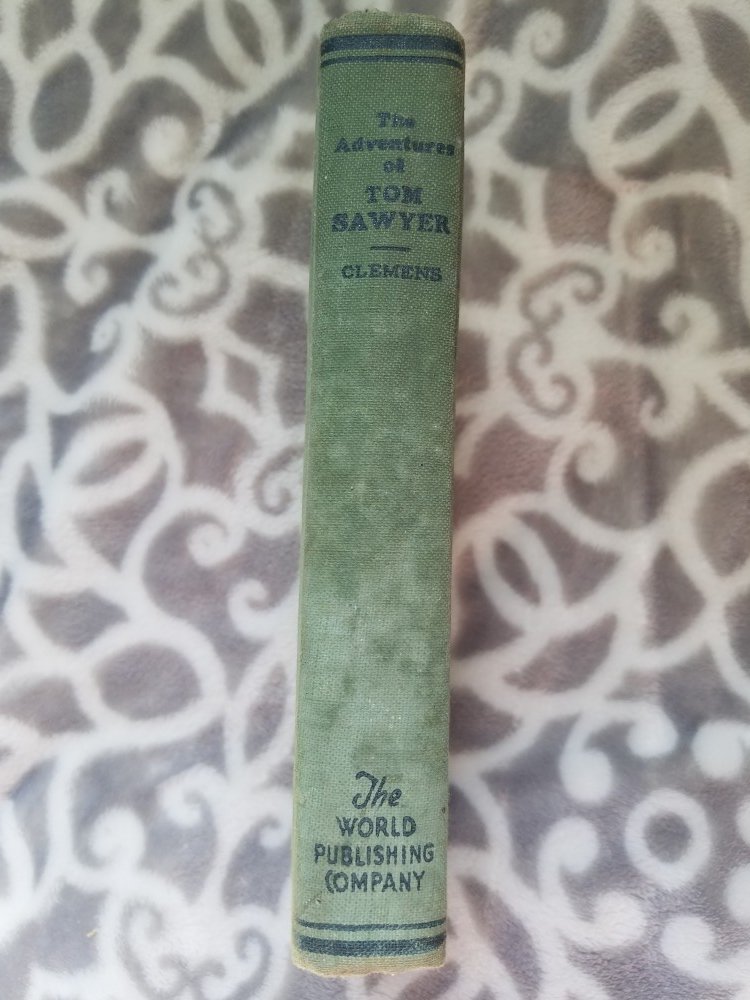 The
Adventures
of
TOM
SAWYER
CLEMENS
The
WORLD
PUBLISHING
COMPANY